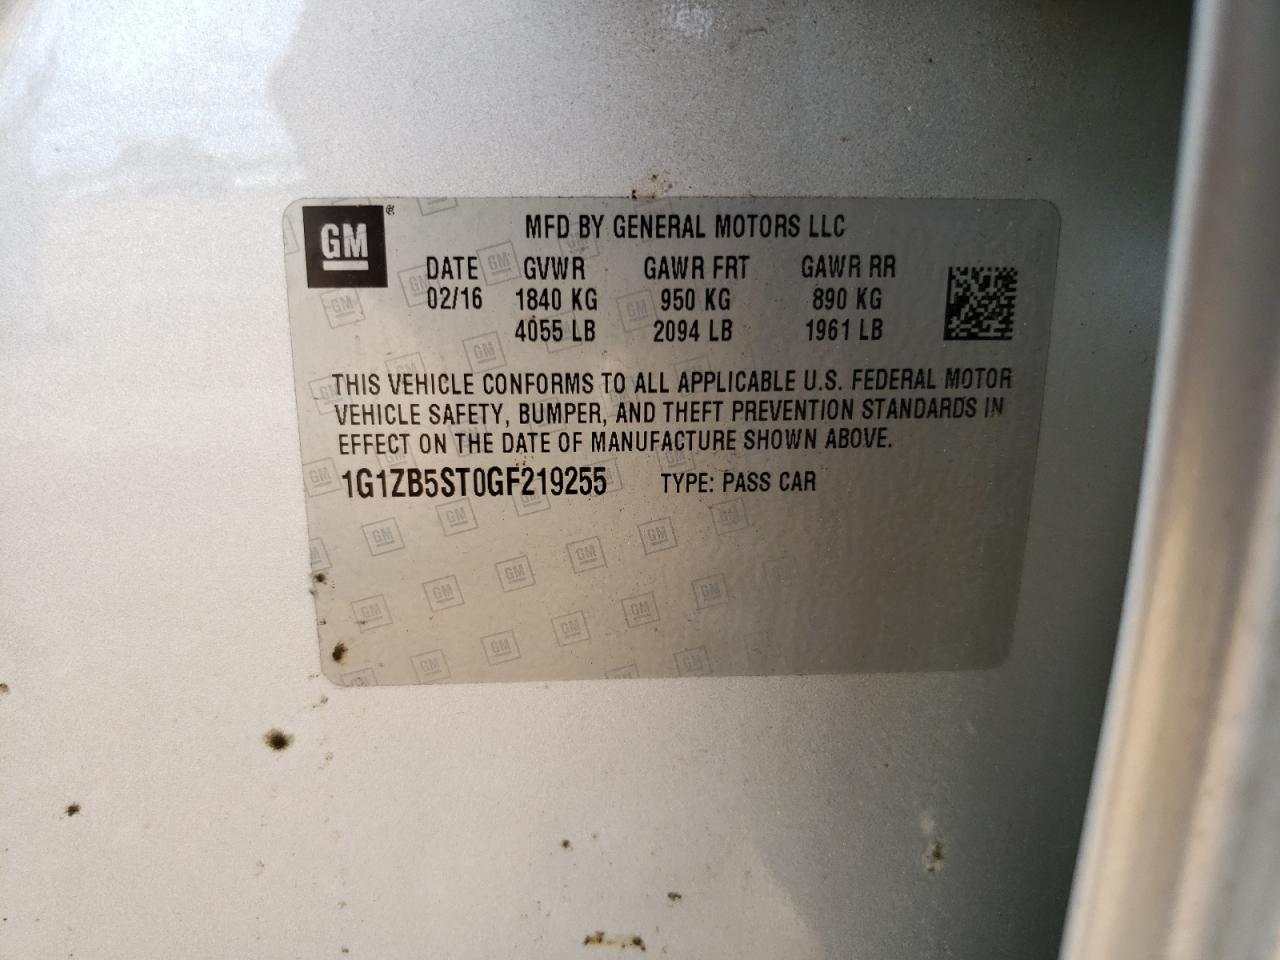 GM ®
MFD BY GENERAL MOTORS LLC
DATE GVWR GAWR FRT GAWR RR
02/16 1840 KG 950 KG 890 KG
4055 LB 2094 LB 1961 LB
THIS VEHICLE CONFORMS TO ALL APPLICABLE U.S. FEDERAL MOTOR
VEHICLE SAFETY, BUMPER, AND THEFT PREVENTION STANDARDS IN
EFFECT ON THE DATE OF MANUFACTURE SHOWN ABOVE.
1G1ZB5ST0GF219255 TYPE: PASS CAR